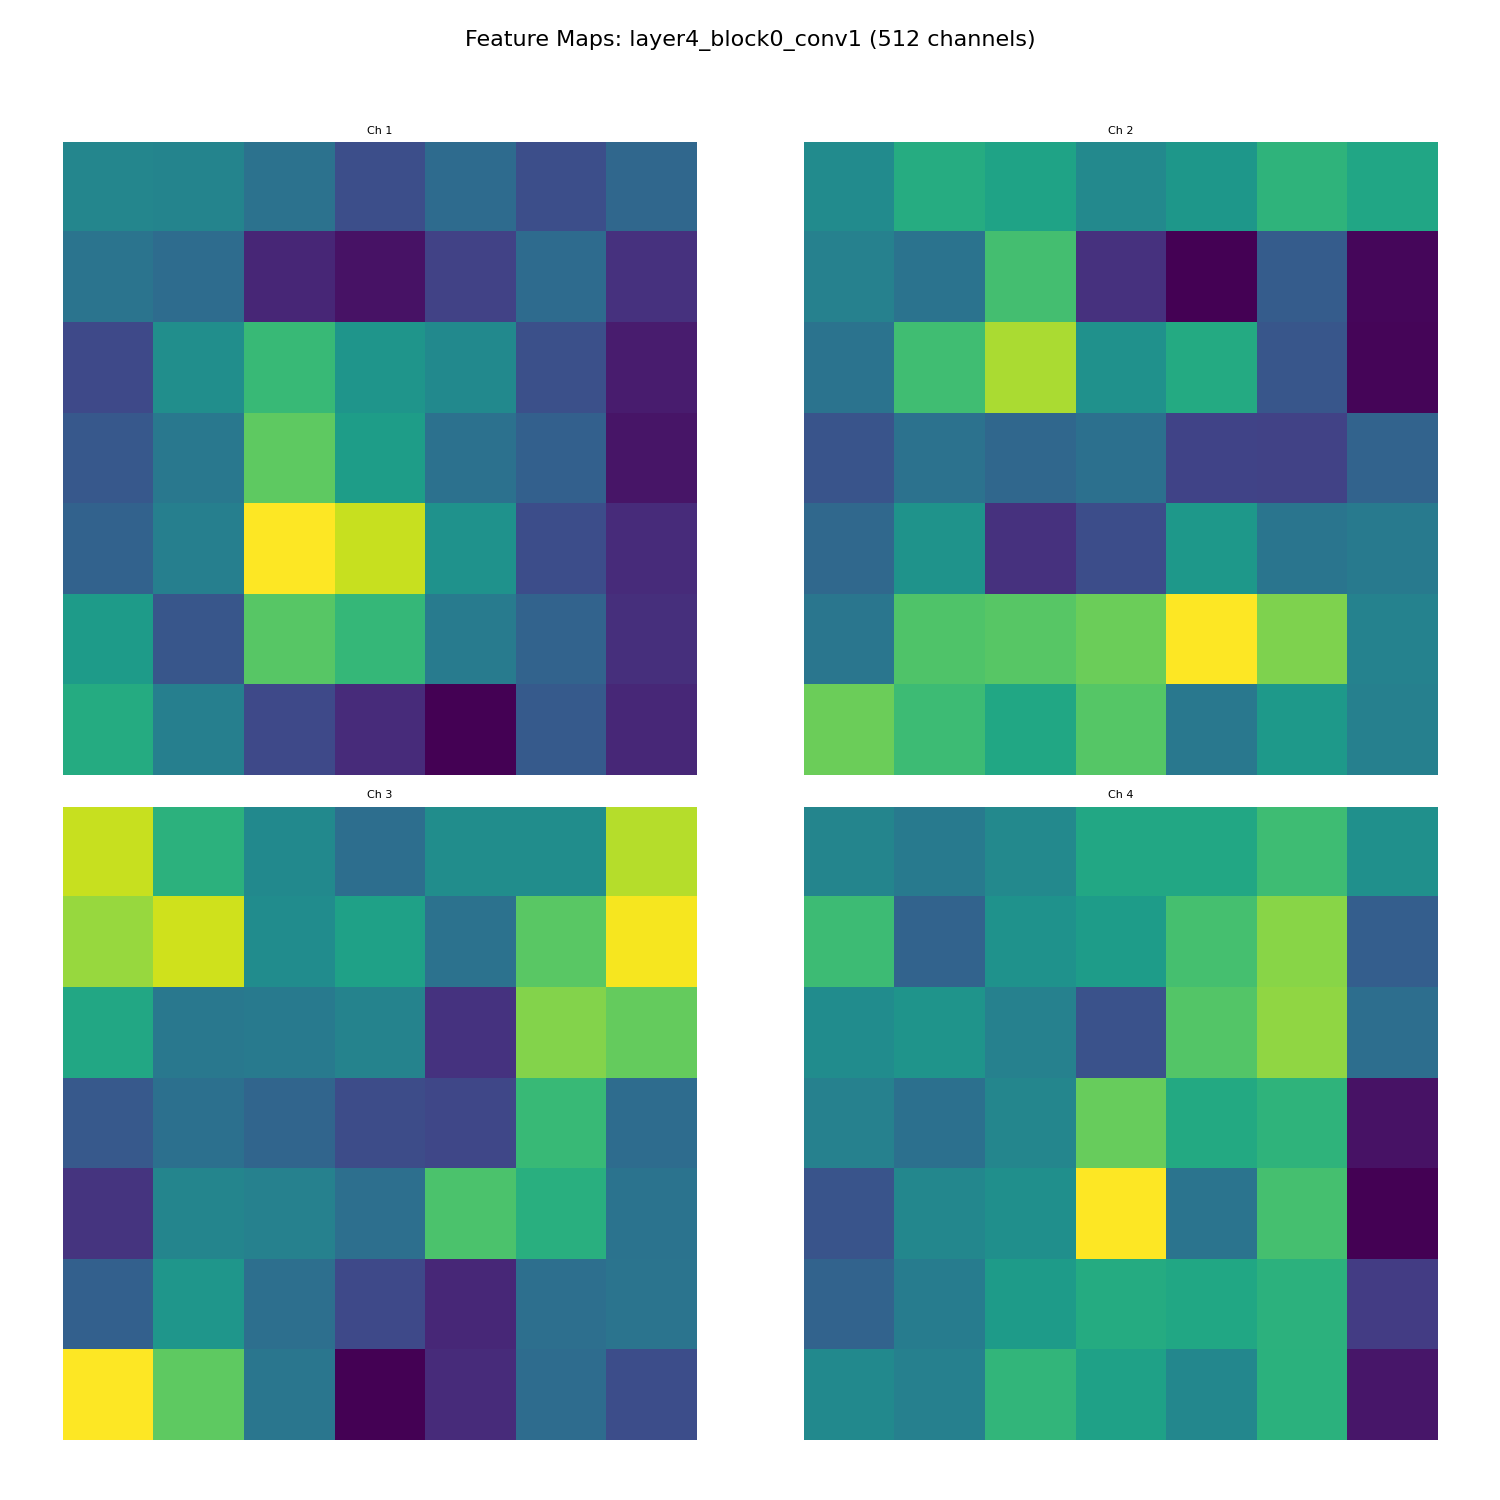 Feature Maps: layer4_block0_conv1 (512 channels)
Ch 1
Ch 2
Ch 3
Ch 4